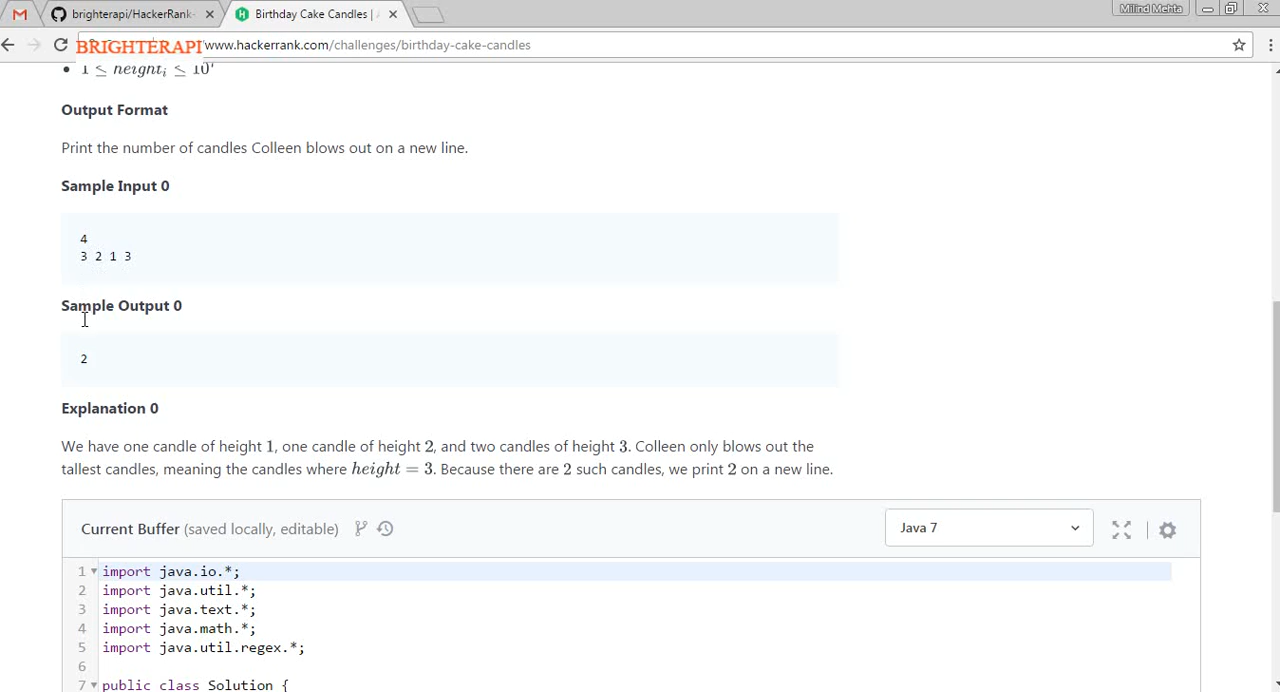 brighterapi/HackerRank-
Birthday Cake Candles |
Milind Mehta
BRIGHTERAPI www.hackerrank.com/challenges/birthday-cake-candles
Output Format
Print the number of candles Colleen blows out on a new line.
Sample Input 0
4
3 2 1 3
Sample Output 0
2
Explanation 0
We have one candle of height 1, one candle of height 2, and two candles of height 3. Colleen only blows out the
tallest candles, meaning the candles where height = 3. Because there are 2 such candles, we print 2 on a new line.
Current Buffer (saved locally, editable)
Java 7
1 import java.io.*;
2 import java.util.*;
3 import java.text.*;
4 import java.math.*;
5 import java.util.regex.*;
6
7 public class Solution {